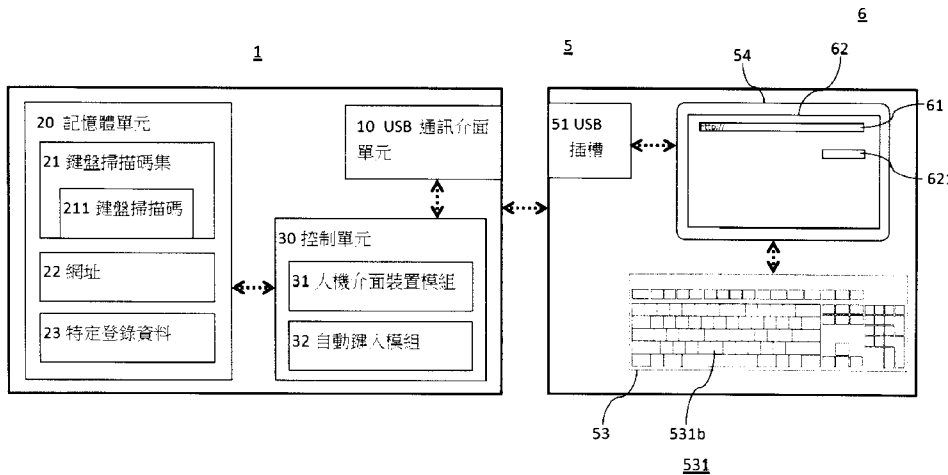 1
20 記憶體單元
21 鍵盤掃描碼集
211 鍵盤掃描碼
22 網址
23 特定登錄資料
10 USB 通訊介面
單元
30 控制單元
31 人機介面裝置模組
32 自動鍵入模組
5
6
51 USB
插槽
54
62
http://
61
621
53
531b
531